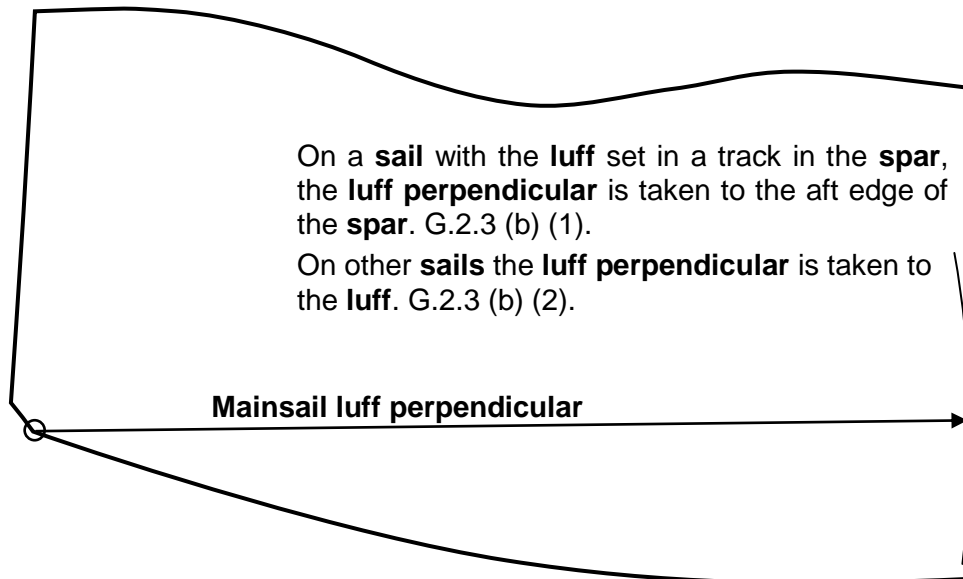 On a sail with the luff set in a track in the spar,
the luff perpendicular is taken to the aft edge of
the spar. G.2.3 (b) (1).
On other sails the luff perpendicular is taken to
the luff. G.2.3 (b) (2).
Mainsail luff perpendicular